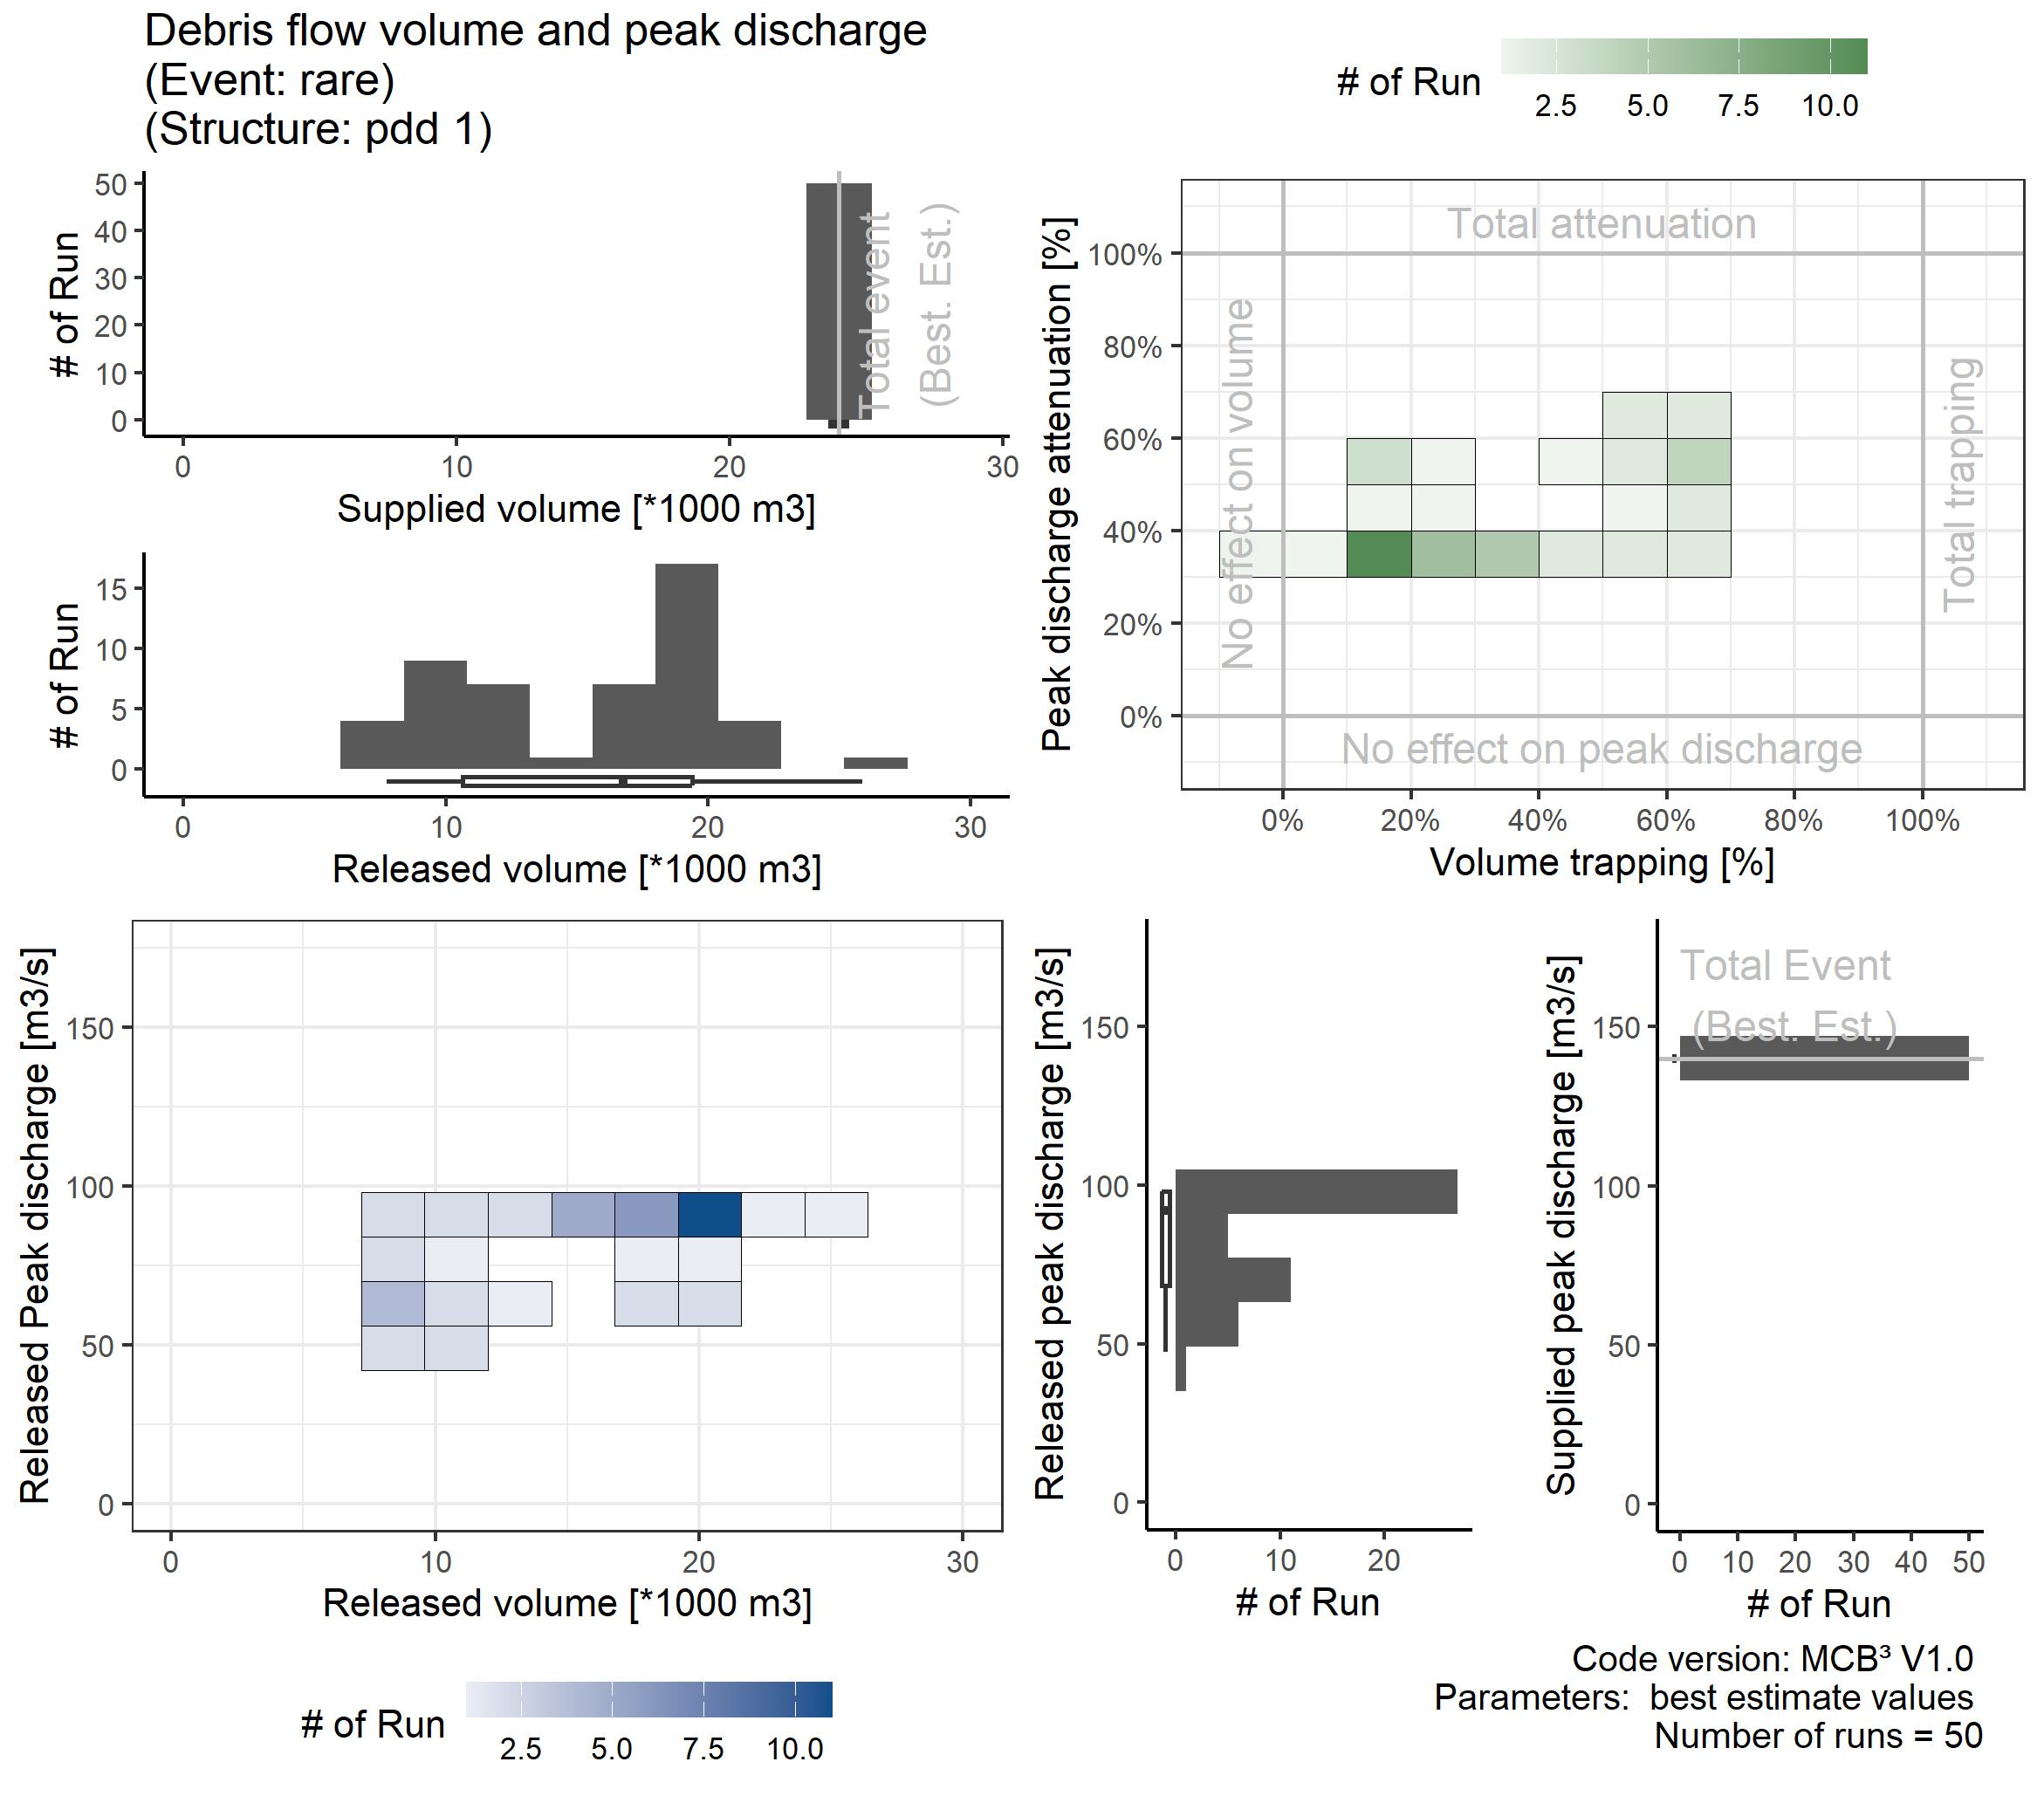 Debris flow volume and peak discharge
(Event: rare)
(Structure: pdd 1)
# of Run
2.5 5.0 7.5 10.0
# of Run
50
40
30
20
10
0
Total event
(Best. Est.)
0 10 20 30
Supplied volume [*1000 m3]
# of Run
15
10
5
0
0 10 20 30
Released volume [*1000 m3]
Peak discharge attenuation [%]
100%
80%
60%
40%
20%
0%
Total attenuation
No effect on volume
Total trapping
No effect on peak discharge
0% 20% 40% 60% 80% 100%
Volume trapping [%]
Released Peak discharge [m3/s]
150
100
50
0
0 10 20 30
Released volume [*1000 m3]
# of Run
2.5 5.0 7.5 10.0
Released peak discharge [m3/s]
150
100
50
0
0 10 20
# of Run
Supplied peak discharge [m3/s]
150
100
50
0
Total Event
(Best. Est.)
0 10 20 30 40 50
# of Run
Code version: MCB³ V1.0
Parameters:  best estimate values
Number of runs = 50